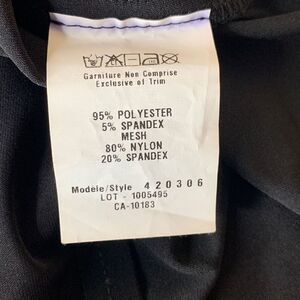 Garniture Non Comprise
Exclusive of Trim
95% POLYESTER
5% SPANDEX
MESH
80% NYLON
20% SPANDEX
Modèle/Style 420306
LOT - 1005495
CA-10183